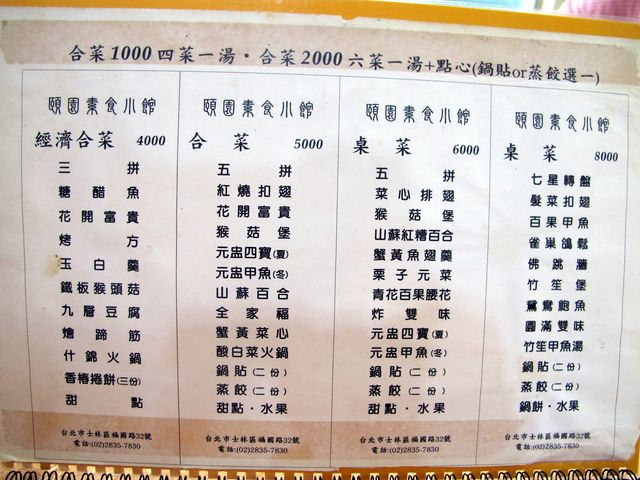 合菜1000四菜一湯・合菜2000六菜一湯+點心(鍋貼or蒸餃選一)
頤園素食小館
經濟合菜 4000
三拼
糖醋魚
花開富貴
烤方
玉白羹
鐵板猴頭菇
九層豆腐
燴蹄筋
什錦火鍋
香椿捲餅(三份)
甜點
台北市士林區福國路32號
電話:(02)2835-7830
頤園素食小館
合菜 5000
五拼
紅燒扣翅
花開富貴
猴菇堡
元盅四寶(夏)
元盅甲魚(冬)
山蘇百合
全家福
蟹黃菜心
酸白菜火鍋
鍋貼(二份)
蒸餃(二份)
甜點・水果
台北市士林區福國路32號
電話:(02)2835-7830
頤園素食小館
桌菜 6000
五拼
菜心排翅
猴菇堡
山蘇紅糟百合
蟹黃魚翅羹
栗子元菜
青花百果腰花
炸雙味
元盅四寶(夏)
元盅甲魚(冬)
鍋貼(二份)
蒸餃(二份)
甜點・水果
台北市士林區福國路32號
電話:(02)2835-7830
頤園素食小館
桌菜 8000
七星轉盤
髮菜扣翅
百果甲魚
雀巢鴿鬆
佛跳牆
竹笙堡
鴛鴦鮑魚
圓滿雙味
竹笙甲魚湯
鍋貼(二份)
蒸餃(二份)
鍋餅・水果
台北市士林區福國路32號
電話:(02)2835-7830